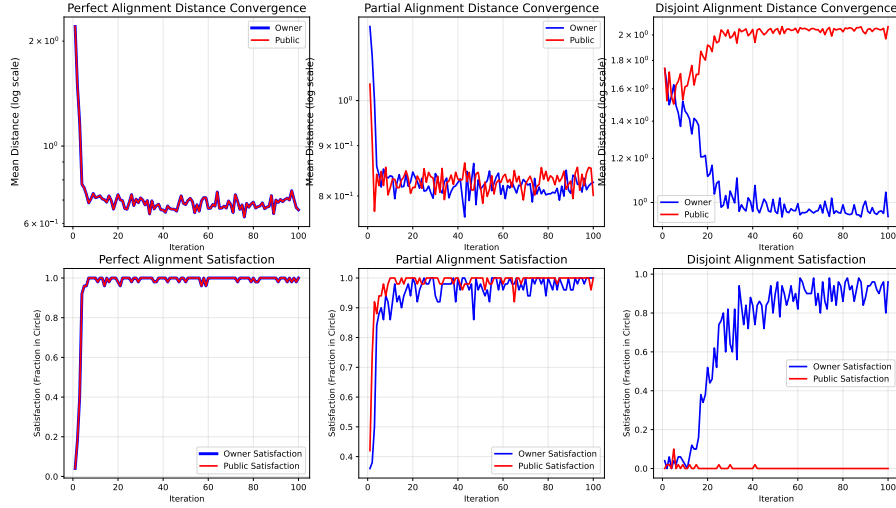 Perfect Alignment Distance Convergence
Mean Distance (log scale)
2 × 10⁰
10⁰
6 × 10⁻¹
Owner
Public
0 20 40 60 80 100
Iteration
Partial Alignment Distance Convergence
Mean Distance (log scale)
10⁰
9 × 10⁻¹
8 × 10⁻¹
Owner
Public
0 20 40 60 80 100
Iteration
Disjoint Alignment Distance Convergence
Mean Distance (log scale)
2 × 10⁰
1.8 × 10⁰
1.6 × 10⁰
1.4 × 10⁰
1.2 × 10⁰
10⁰
Owner
Public
0 20 40 60 80 100
Iteration
Perfect Alignment Satisfaction
Satisfaction (Fraction in Circle)
1.0
0.8
0.6
0.4
0.2
0.0
Owner Satisfaction
Public Satisfaction
0 20 40 60 80 100
Iteration
Partial Alignment Satisfaction
Satisfaction (Fraction in Circle)
1.0
0.9
0.8
0.7
0.6
0.5
0.4
Owner Satisfaction
Public Satisfaction
0 20 40 60 80 100
Iteration
Disjoint Alignment Satisfaction
Satisfaction (Fraction in Circle)
1.0
0.8
0.6
0.4
0.2
0.0
Owner Satisfaction
Public Satisfaction
0 20 40 60 80 100
Iteration